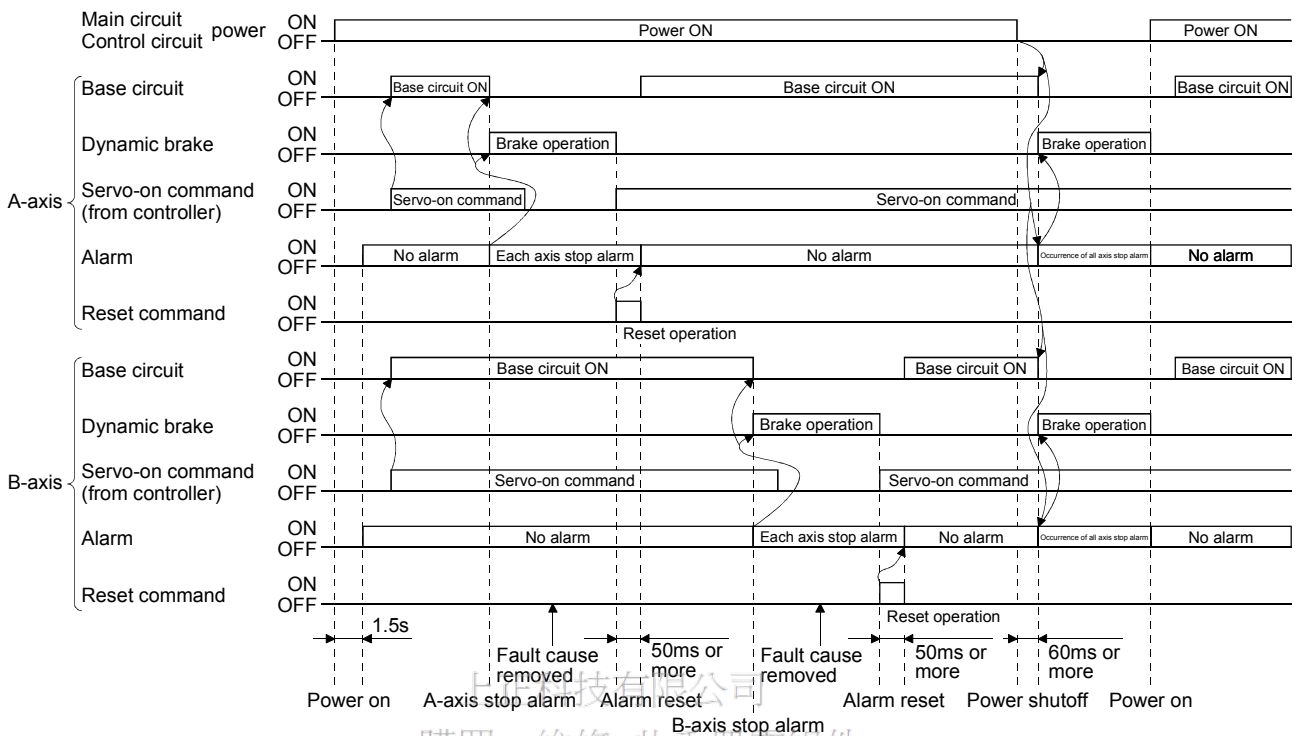 Main circuit
Control circuit power ON OFF Power ON Power ON
A-axis
Base circuit ON OFF Base circuit ON Base circuit ON Base circuit ON
Dynamic brake ON OFF Brake operation Brake operation
Servo-on command
(from controller) ON OFF Servo-on command Servo-on command
Alarm ON OFF No alarm Each axis stop alarm No alarm Occurrence of all axis stop alarm No alarm
Reset command ON OFF
Reset operation
B-axis
Base circuit ON OFF Base circuit ON Base circuit ON Base circuit ON
Dynamic brake ON OFF Brake operation Brake operation
Servo-on command
(from controller) ON OFF Servo-on command Servo-on command
Alarm ON OFF No alarm Each axis stop alarm No alarm Occurrence of all axis stop alarm No alarm
Reset command ON OFF
Reset operation
1.5s
Fault cause
removed
50ms or
more
Fault cause
removed
50ms or
more
60ms or
more
Power on A-axis stop alarm Alarm reset Alarm reset Power shutoff Power on
B-axis stop alarm
科技有限公司